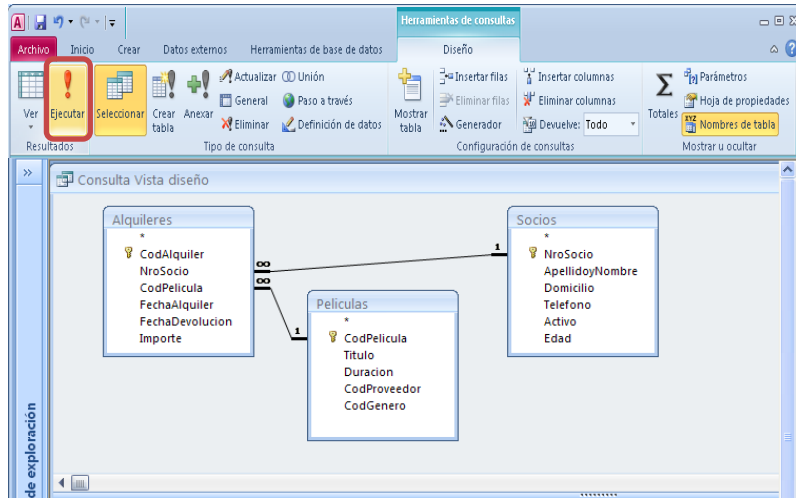 Herramientas de consultas
Archivo Inicio Crear Datos externos Herramientas de base de datos Diseño
Ver
Ejecutar
Seleccionar
Crear tabla
Anexar
Actualizar
General
Eliminar
Unión
Paso a través
Definición de datos
Mostrar tabla
Insertar filas
Eliminar filas
Generador
Insertar columnas
Eliminar columnas
Devuelve: Todo
Σ
Totales
Parámetros
Hoja de propiedades
XYZ Nombres de tabla
Resultados
Tipo de consulta
Configuración de consultas
Mostrar u ocultar
»
Consulta Vista diseño
Alquileres
*
CodAlquiler
NroSocio
CodPelicula
FechaAlquiler
FechaDevolucion
Importe
∞
∞
1
1
Peliculas
*
CodPelicula
Titulo
Duracion
CodProveedor
CodGenero
Socios
*
NroSocio
ApellidoyNombre
Domicilio
Telefono
Activo
Edad
de exploración